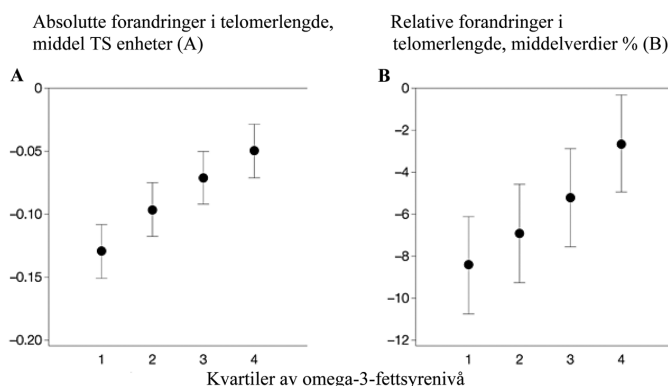 Absolutte forandringer i telomerlengde,
middel TS enheter (A)
Relative forandringer i
telomerlengde, middelverdier % (B)
A
0
−0.05
−0.10
−0.15
−0.20
1 2 3 4
B
0
−2
−4
−6
−8
−10
−12
1 2 3 4
Kvartiler av omega-3-fettsyrenivå